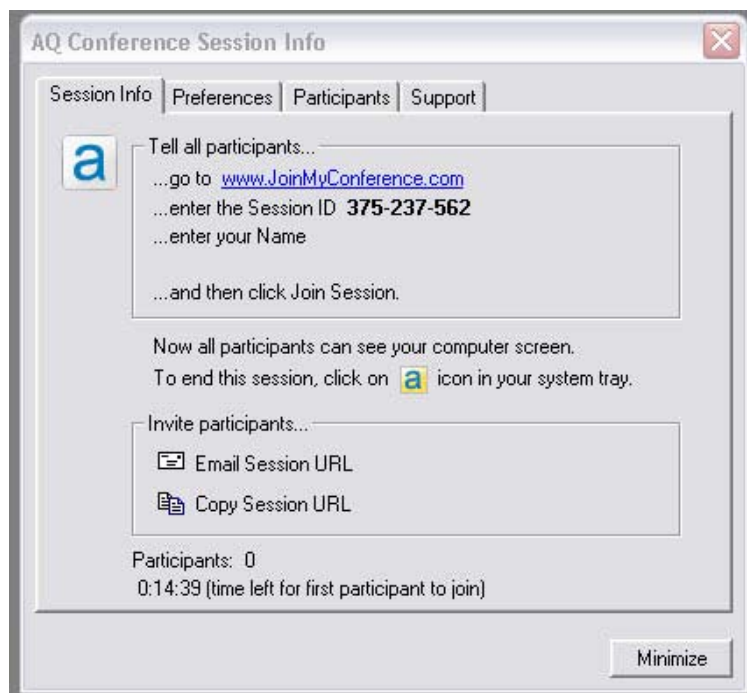 AQ Conference Session Info
Session Info Preferences Participants Support
a
Tell all participants...
...go to www.JoinMyConference.com
...enter the Session ID 375-237-562
...enter your Name
...and then click Join Session.
Now all participants can see your computer screen.
To end this session, click on a icon in your system tray.
Invite participants...
Email Session URL
Copy Session URL
Participants: 0
0:14:39 (time left for first participant to join)
Minimize